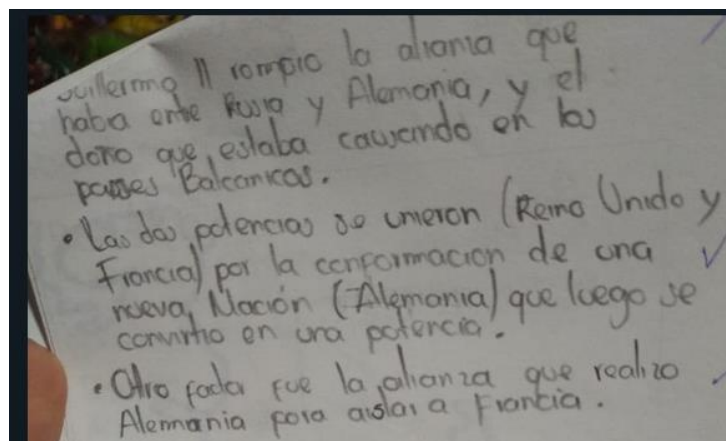 Guillermo II rompio la alianza que
haba entre Rusia y Alemania, y el
daño que estaba causando en los
paises Balcanicos.
• Las dos potencias se unieron (Reino Unido y
Francia) por la conformacion de una
nueva Nación (Alemania) que luego se
convirtio en una potencia.
• Otro fue la alianza que realizo
Alemania para aislar a Francia.